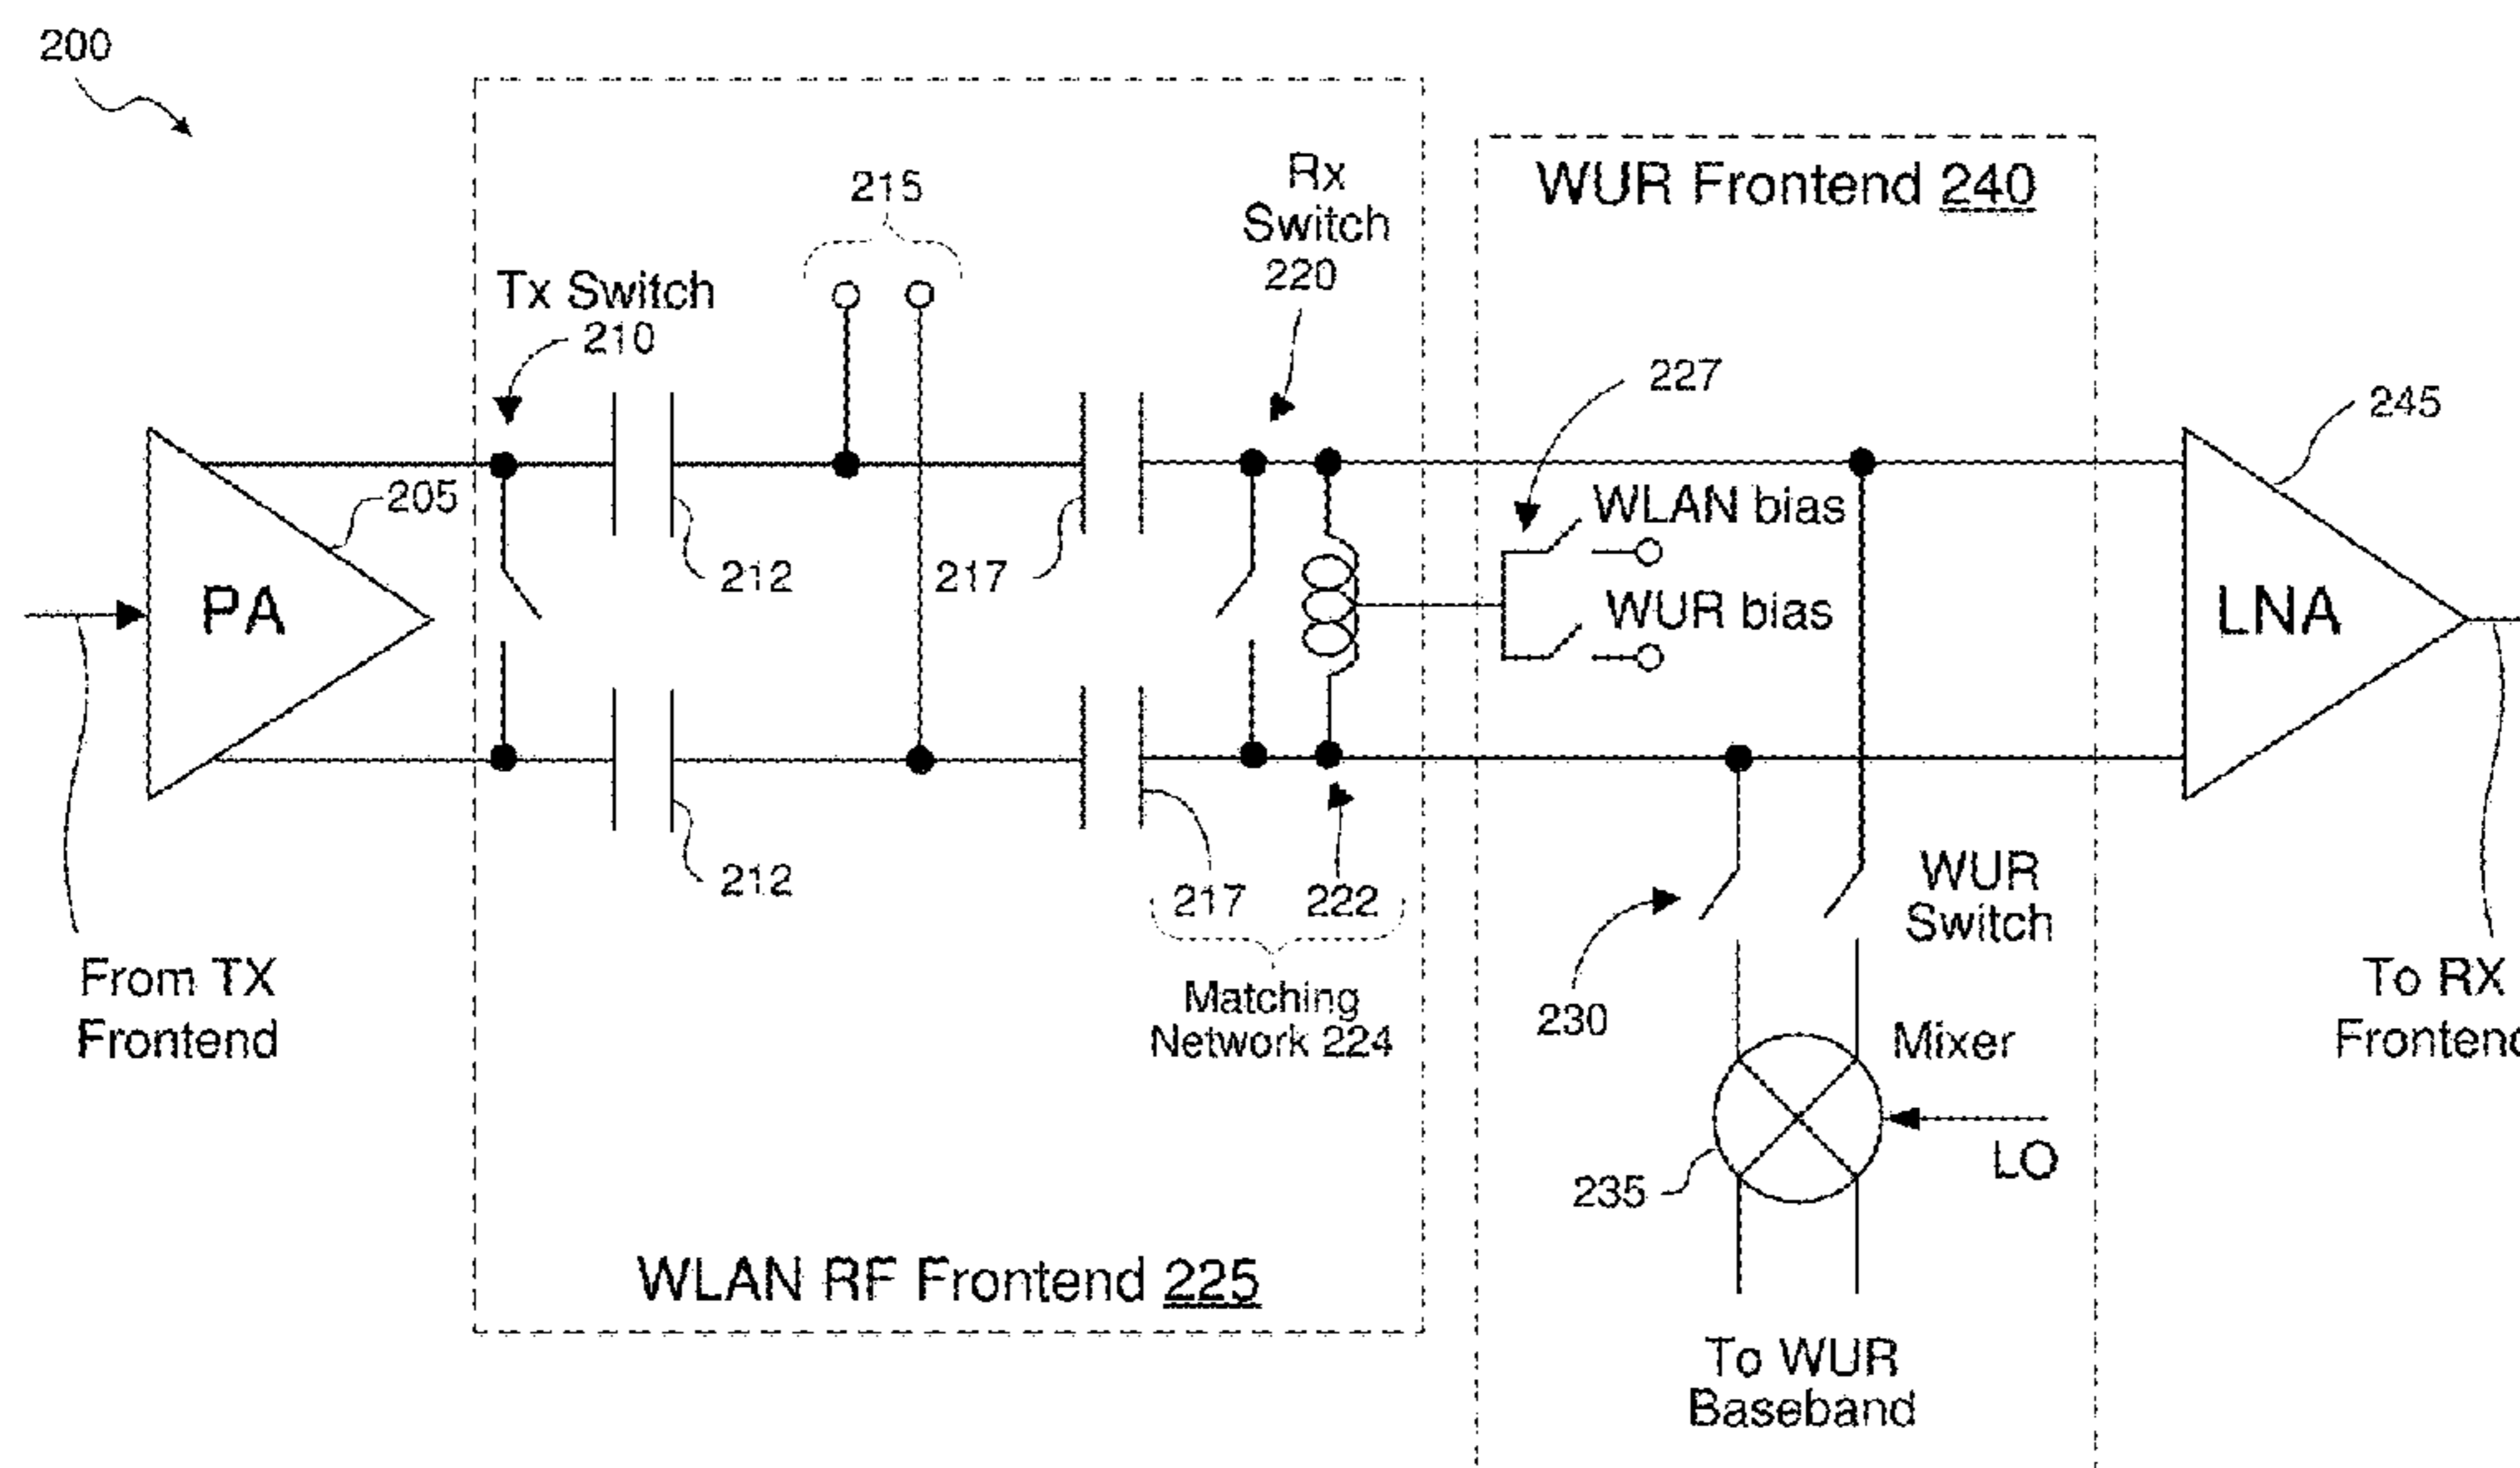 200
215
Rx
Switch
220
WUR Frontend 240
Tx Switch
210
227
245
205
WLAN bias
212
217
PA
WUR bias
LNA
212
217
222
WUR
Switch
From TX
Frontend
Matching
Network 224
230
Mixer
To RX
Frontend
235
LO
WLAN RF Frontend 225
To WUR
Baseband